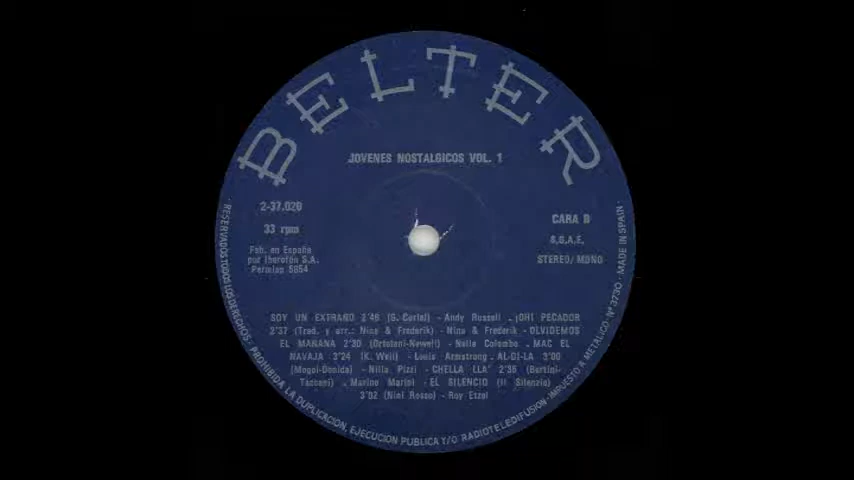 BELTER
JOVENES NOSTALGICOS VOL. 1
2-37.020
33 rpm
Fab. en España
por Iberofón S.A.
Permiso 5854
CARA B
S.G.A.E.
STEREO/MONO
SOY UN EXTRAÑO 2'46 (G. Curiel) - Andy Russell - ¡OH! PECADOR
2'37 (Trad. y arr.: Nina & Frederik) - Nina & Frederik - OLVIDEMOS
EL MAÑANA 2'30 (Ortolani-Newell) - Nella Colombo - MAC EL
NAVAJA 3'24 (K. Weil) - Louis Armstrong - AL-DI-LA 3'00
(Mogol-Donida) - Nilla Pizzi - CHELLA LLA' 2'36 (Bertini-
Taccani) - Marino Marini - EL SILENCIO (Il Silenzio)
3'02 (Nini Rosso) - Roy Etzel
· RESERVADOS TODOS LOS DERECHOS · PROHIBIDA LA DUPLICACION, EJECUCION PUBLICA Y/O RADIOTELEDIFUSION · IMPUESTO A METALICO · Nº 3730 · MADE IN SPAIN ·